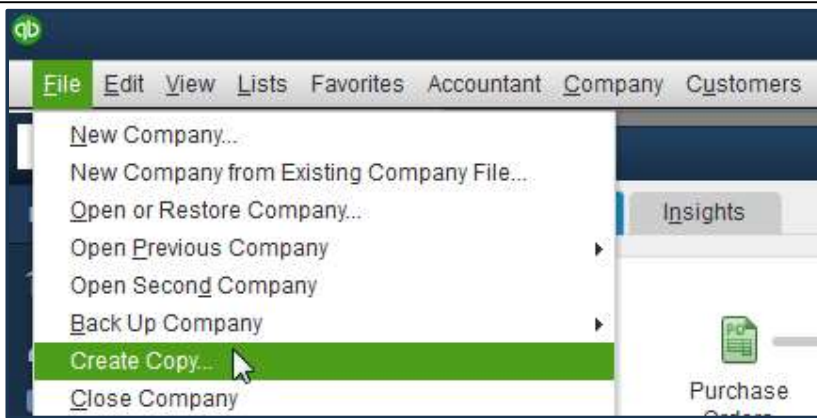 qb
File Edit View Lists Favorites Accountant Company Customers
New Company...
New Company from Existing Company File...
Open or Restore Company...
Insights
Open Previous Company
Open Second Company
Back Up Company
Create Copy...
Close Company
Purchase